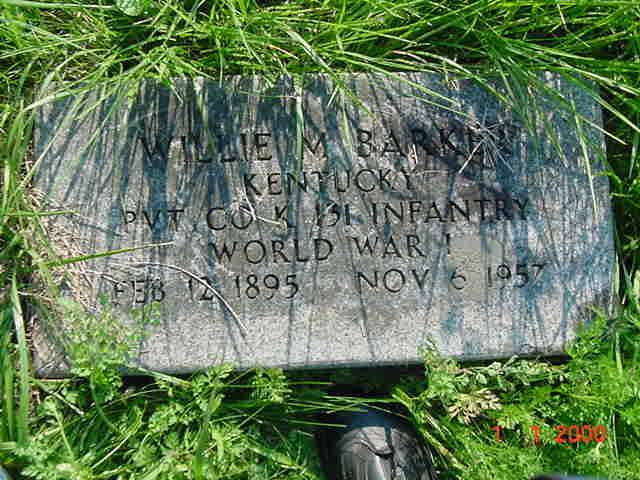 WILLIE M BARKER
KENTUCKY
PVT CO K 131 INFANTRY
WORLD WAR I
FEB 12 1895 NOV 6 1957
1 1 2000